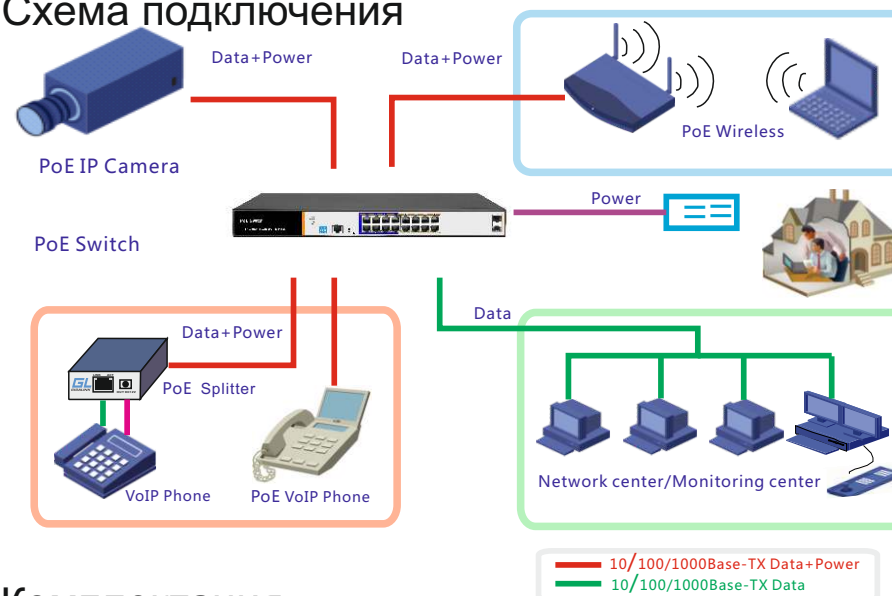 Схема подключения
Data+Power
Data+Power
PoE Wireless
PoE IP Camera
Power
PoE Switch
Data
Data+Power
GL
PoE Splitter
VoIP Phone
PoE VoIP Phone
Network center/Monitoring center
10/100/1000Base-TX Data+Power
10/100/1000Base-TX Data